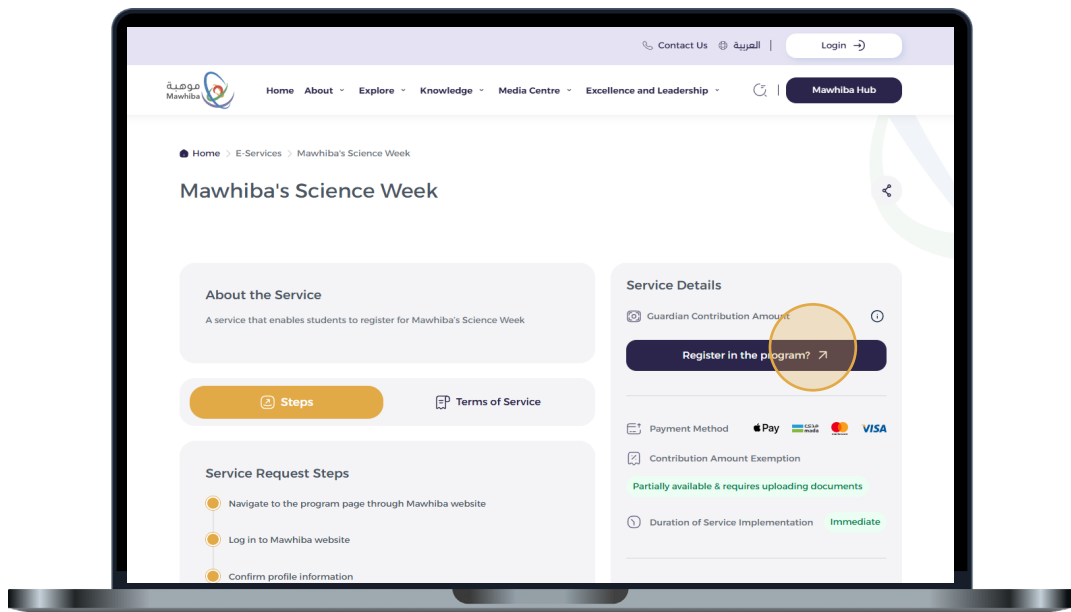 Contact Us
العربية
Login
موهبة
Mawhiba
Home About Explore Knowledge Media Centre Excellence and Leadership
Mawhiba Hub
Home > E-Services > Mawhiba's Science Week
Mawhiba's Science Week
About the Service
A service that enables students to register for Mawhiba's Science Week
Steps
Terms of Service
Service Request Steps
Navigate to the program page through Mawhiba website
Log in to Mawhiba website
Confirm profile information
Service Details
Guardian Contribution Amount
Register in the program?
Payment Method Pay mada VISA
Contribution Amount Exemption
Partially available & requires uploading documents
Duration of Service Implementation Immediate